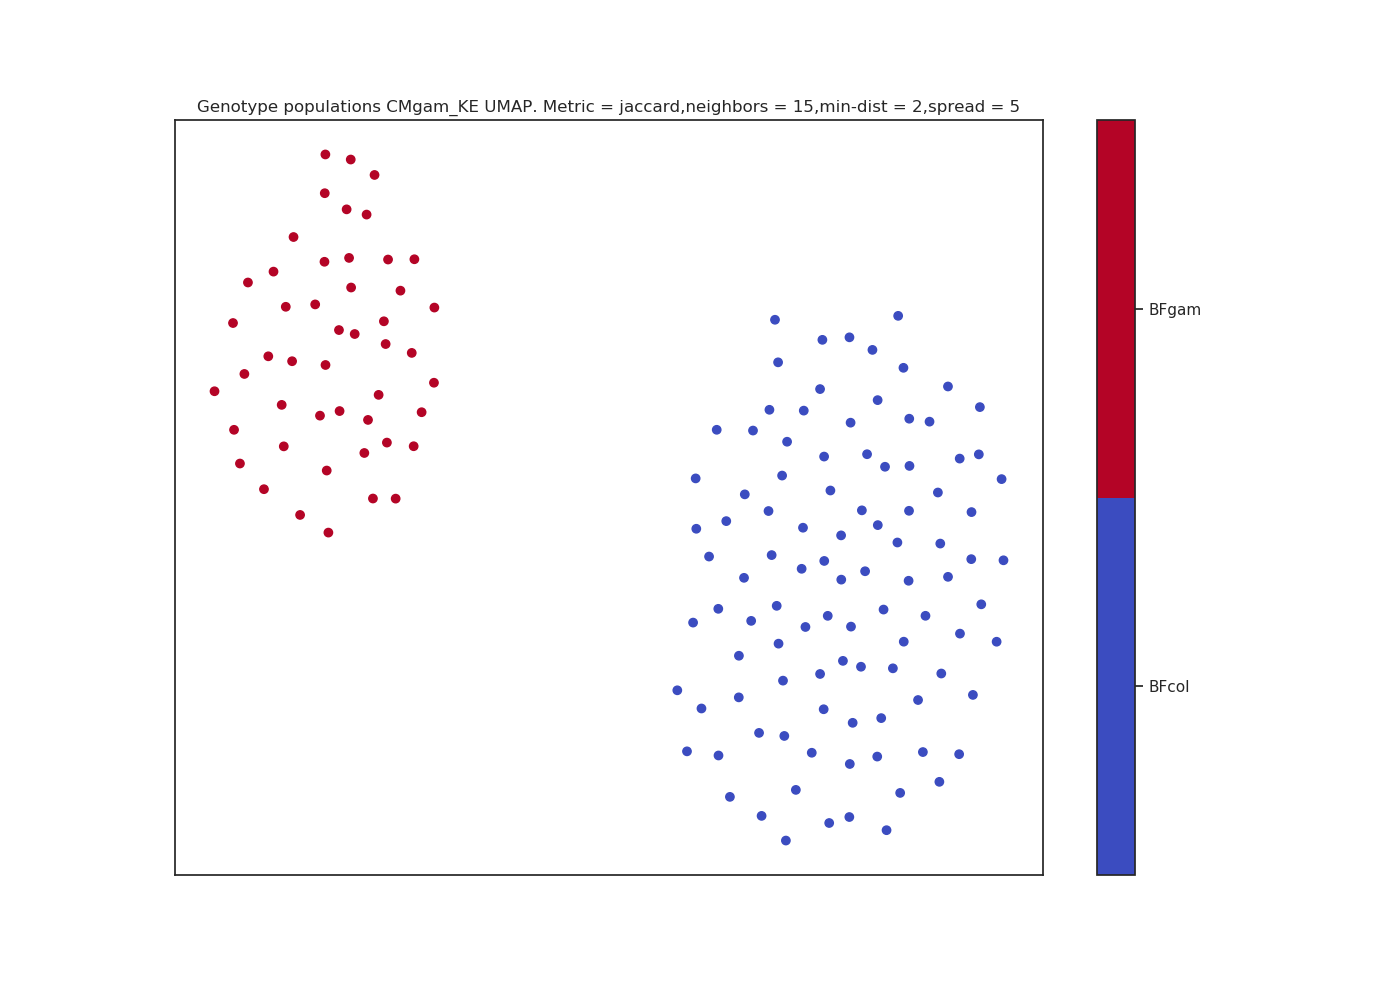 Genotype populations CMgam_KE UMAP. Metric = jaccard,neighbors = 15,min-dist = 2,spread = 5
BFgam
BFcol